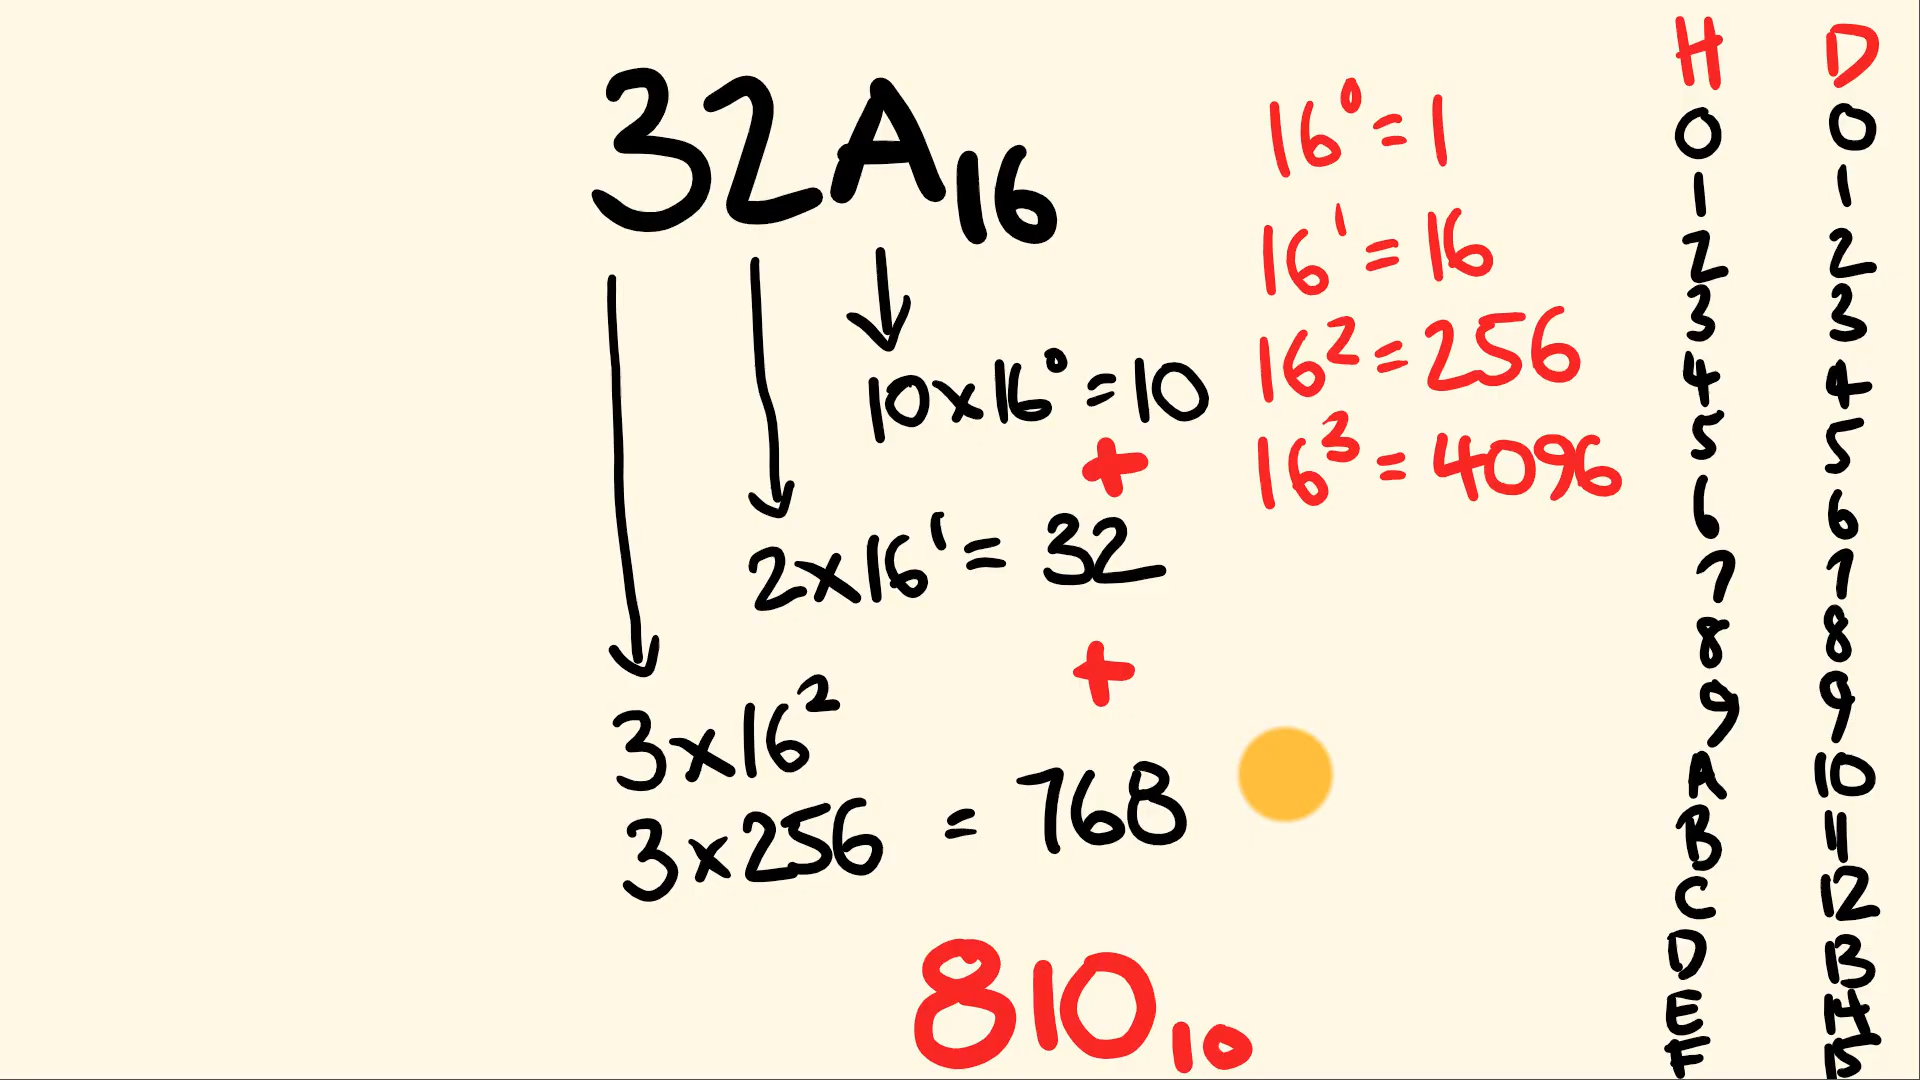 32A₁₆
10x16⁰=10
+
2x16¹=32
+
3x16²
3x256 = 768
810₁₀
16⁰=1
16¹=16
16²=256
16³=4096
H D
0 0
1 1
2 2
3 3
4 4
5 5
6 6
7 7
8 8
9 9
A 10
B 11
C 12
D 13
E 14
F 15